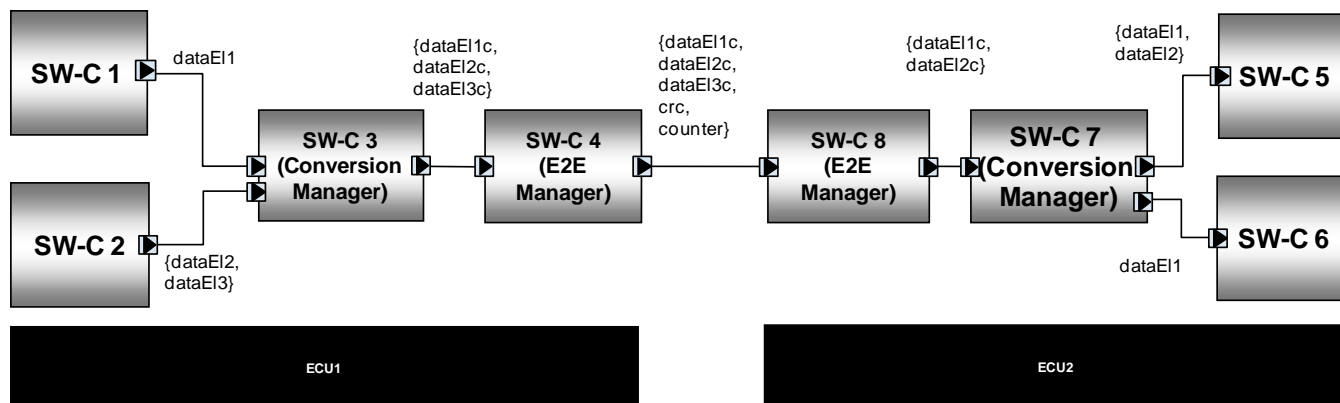 SW-C 1
dataEl1
{dataEl1c,
dataEl2c,
dataEl3c}
{dataEl1c,
dataEl2c,
dataEl3c,
crc,
counter}
{dataEl1c,
dataEl2c}
{dataEl1,
dataEl2}
SW-C 5
SW-C 3
(Conversion
Manager)
SW-C 4
(E2E
Manager)
SW-C 8
(E2E
Manager)
SW-C 7
(Conversion
Manager)
SW-C 2
{dataEl2,
dataEl3}
dataEl1
SW-C 6
ECU1
ECU2